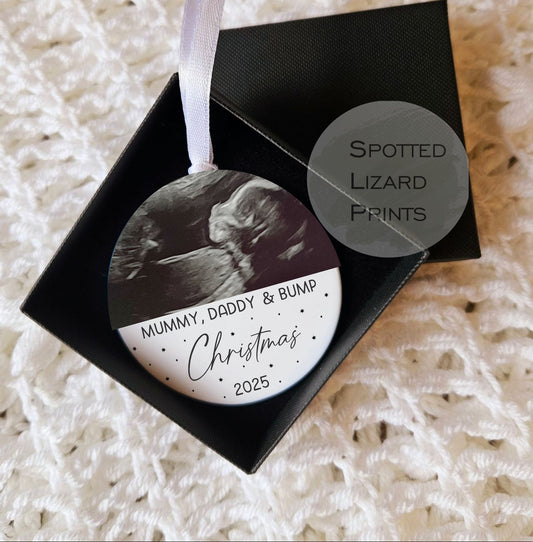 SPOTTED
LIZARD
PRINTS
MUMMY, DADDY & BUMP
Christmas
2025